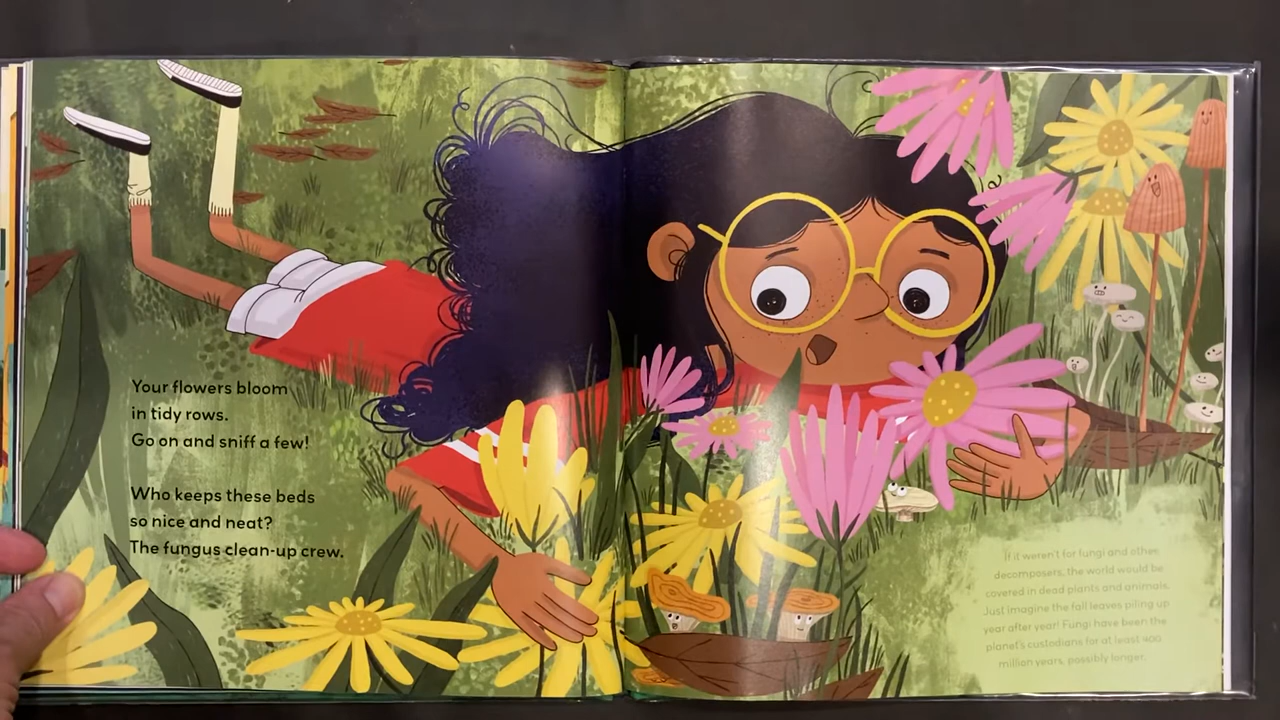 Your flowers bloom
in tidy rows.
Go on and sniff a few!
Who keeps these beds
so nice and neat?
The fungus clean-up crew.
If it weren't for fungi and other
decomposers, the world would be
covered in dead plants and animals.
Just imagine the fall leaves piling up
year after year! Fungi have been the
planet's custodians for at least 400
million years, possibly longer.